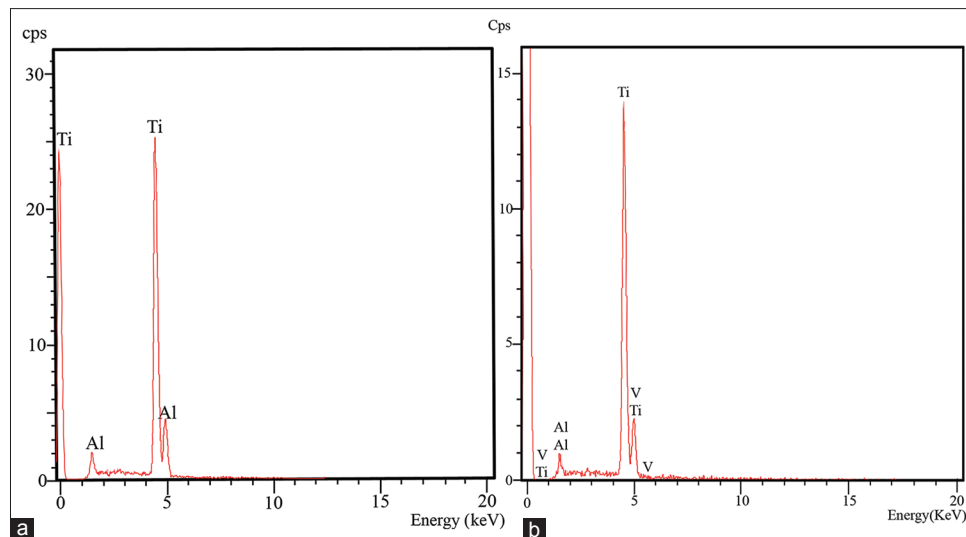 cps
30
20
10
0
Ti
Ti
Al
Al
0 5 10 15 20
Energy (keV)
a
Cps
15
10
5
0
Ti
V
Ti
Al
Al
V
Ti
V
0 5 10 15 20
Energy(KeV)
b